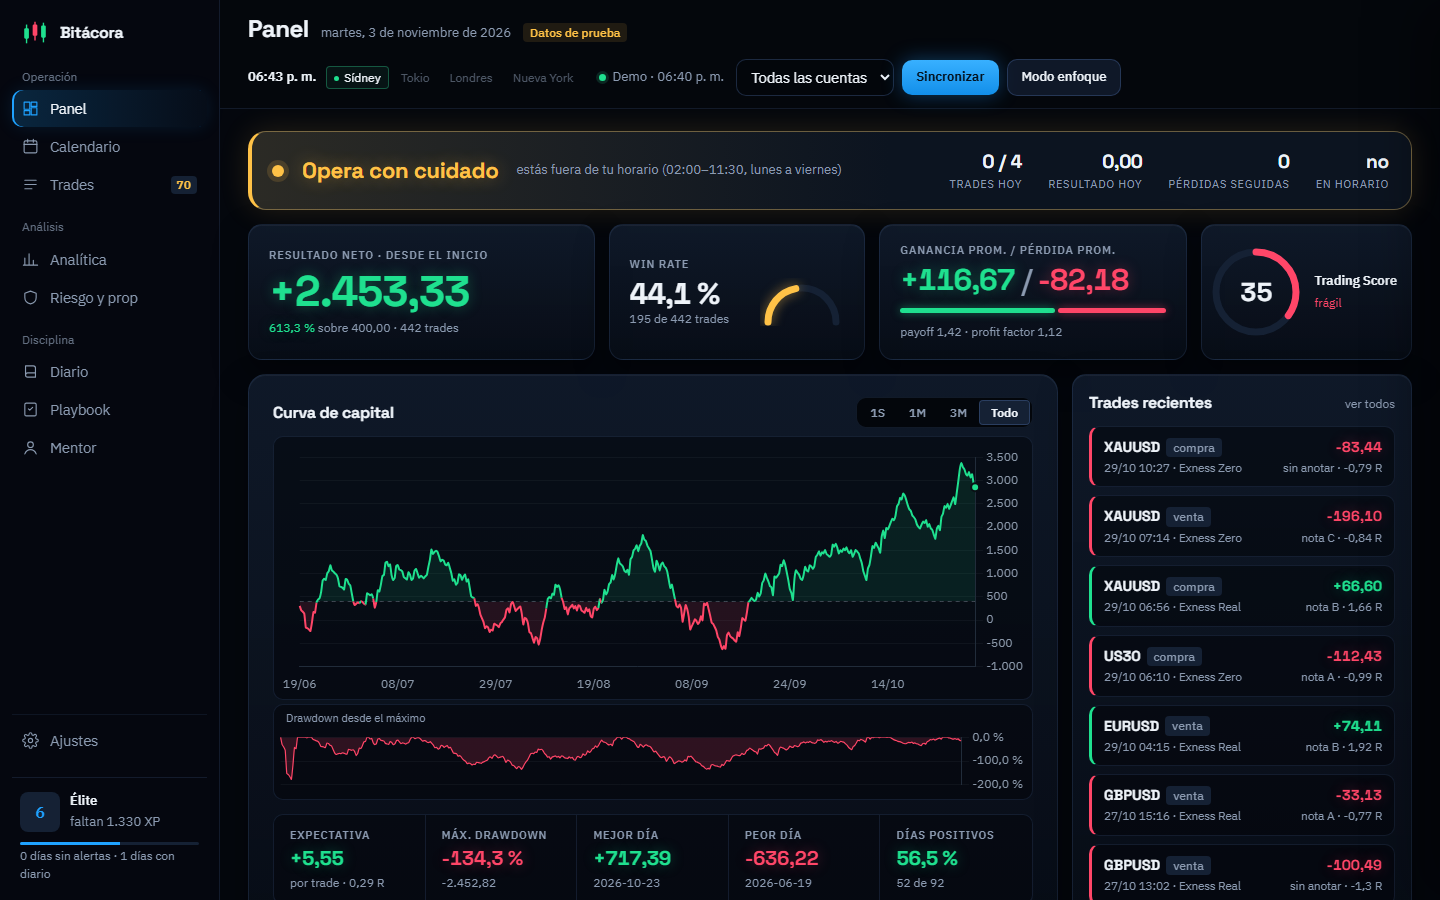 Bitácora
Operación
Panel
Calendario
Trades 70
Análisis
Analítica
Riesgo y prop
Disciplina
Diario
Playbook
Mentor
Ajustes
6
Élite
faltan 1.330 XP
0 días sin alertas · 1 días con
diario
Panel martes, 3 de noviembre de 2026 Datos de prueba
06:43 p. m. Sídney Tokio Londres Nueva York Demo · 06:40 p. m. Todas las cuentas Sincronizar Modo enfoque
Opera con cuidado estás fuera de tu horario (02:00–11:30, lunes a viernes)
0 / 4 0,00 0 no
TRADES HOY RESULTADO HOY PÉRDIDAS SEGUIDAS EN HORARIO
RESULTADO NETO · DESDE EL INICIO
+2.453,33
613,3 % sobre 400,00 · 442 trades
WIN RATE
44,1 %
195 de 442 trades
GANANCIA PROM. / PÉRDIDA PROM.
+116,67 / -82,18
payoff 1,42 · profit factor 1,12
35
Trading Score
frágil
Curva de capital
1S 1M 3M Todo
3.500
3.000
2.500
2.000
1.500
1.000
500
0
-500
-1.000
19/06 08/07 29/07 19/08 08/09 24/09 14/10
Drawdown desde el máximo
0,0 %
-100,0 %
-200,0 %
EXPECTATIVA
+5,55
por trade · 0,29 R
MÁX. DRAWDOWN
-134,3 %
-2.452,82
MEJOR DÍA
+717,39
2026-10-23
PEOR DÍA
-636,22
2026-06-19
DÍAS POSITIVOS
56,5 %
52 de 92
Trades recientes ver todos
XAUUSD compra -83,44
29/10 10:27 · Exness Zero sin anotar · -0,79 R
XAUUSD venta -196,10
29/10 07:14 · Exness Zero nota C · -0,84 R
XAUUSD compra +66,60
29/10 06:56 · Exness Real nota B · 1,66 R
US30 compra -112,43
29/10 06:10 · Exness Zero nota A · -0,99 R
EURUSD venta +74,11
29/10 04:15 · Exness Real nota B · 1,92 R
GBPUSD venta -33,13
27/10 15:16 · Exness Real nota A · -0,77 R
GBPUSD venta -100,49
27/10 13:02 · Exness Real sin anotar · -1,3 R